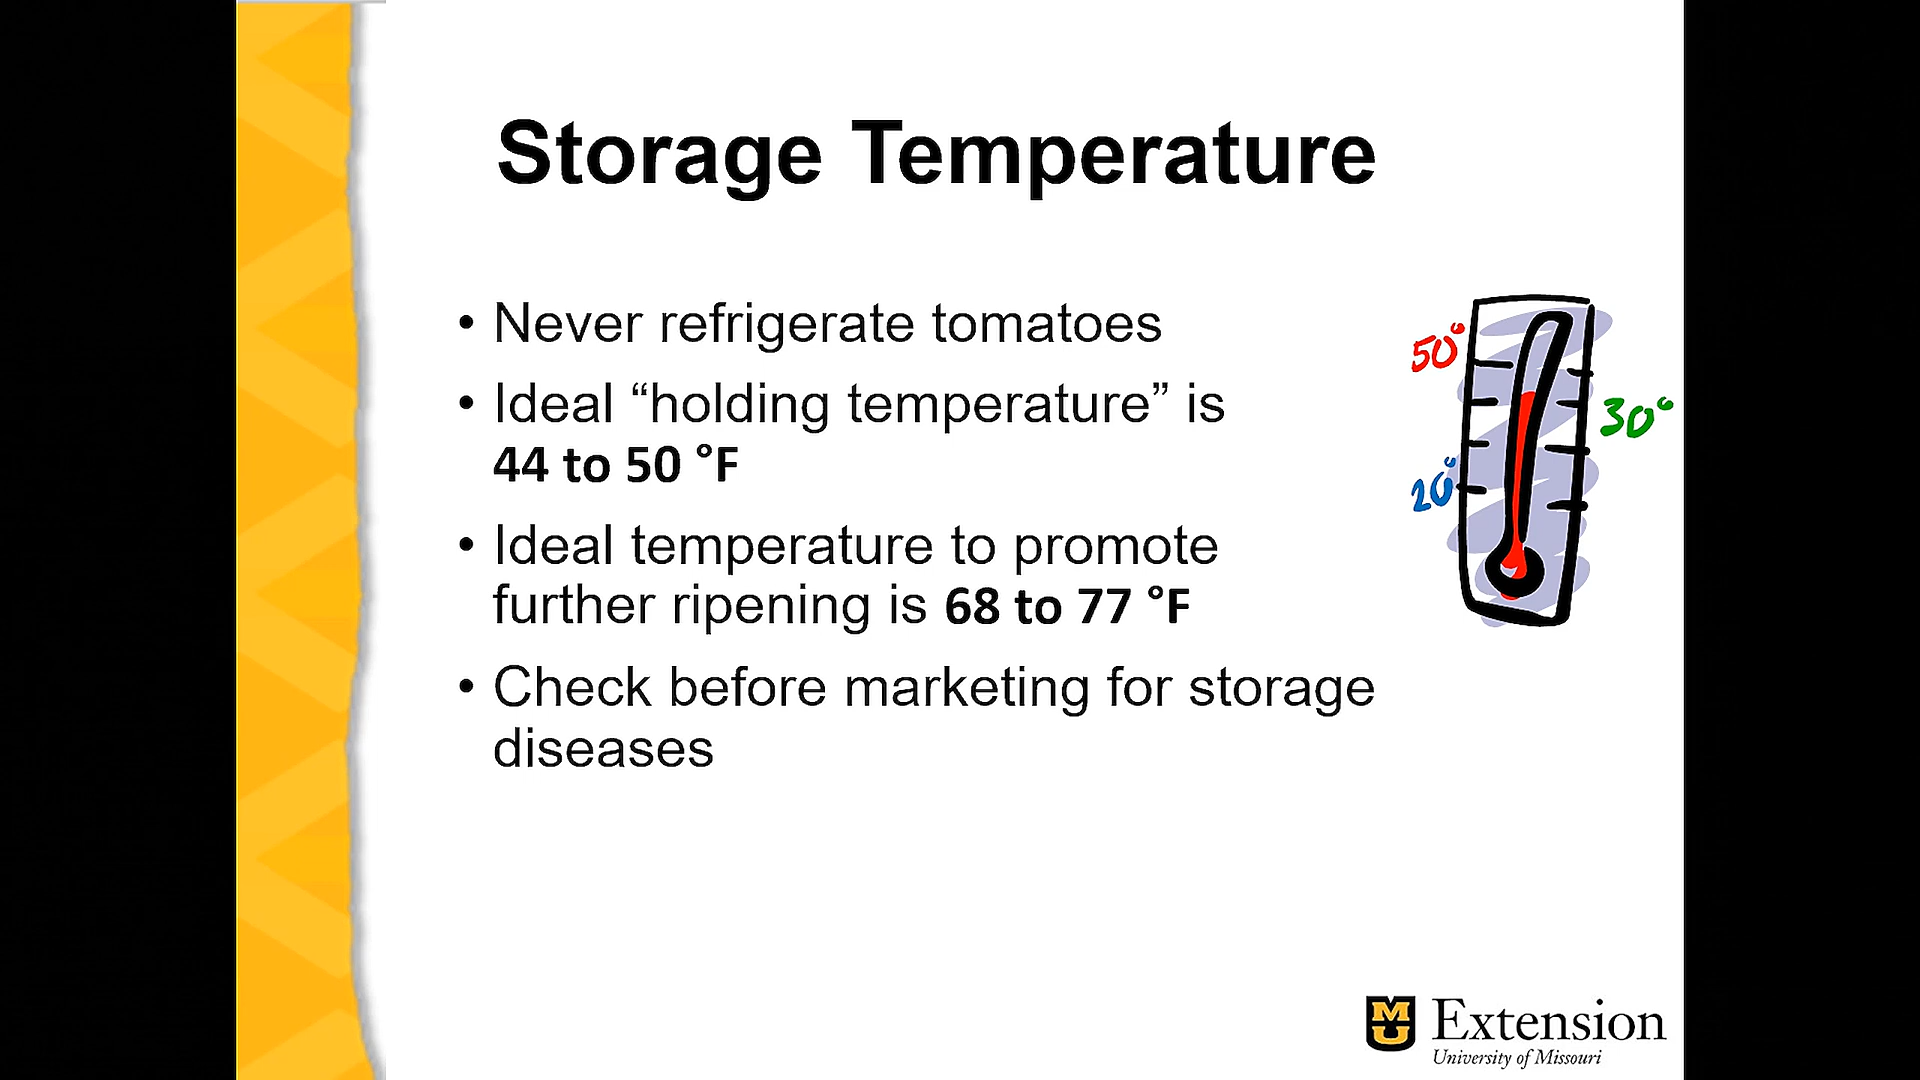 Storage Temperature
• Never refrigerate tomatoes
• Ideal “holding temperature” is
44 to 50 °F
• Ideal temperature to promote
further ripening is 68 to 77 °F
• Check before marketing for storage
diseases
50°
30°
20°
MU
Extension
University of Missouri